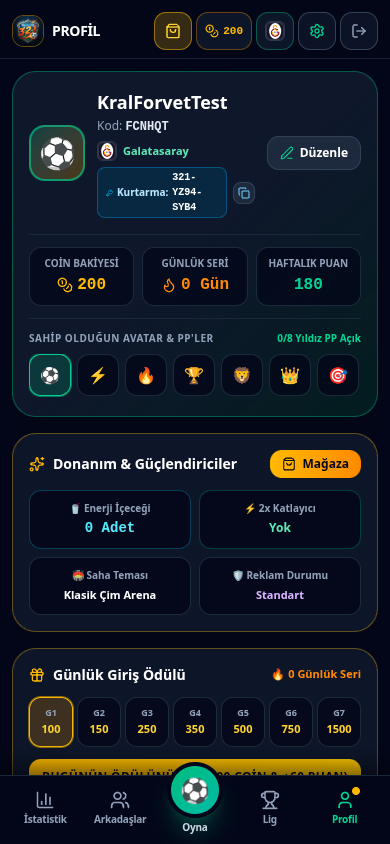 PROFİL
200
KralForvetTest
Kod: FCNHQT
Galatasaray
Düzenle
Kurtarma: 321-
YZ94-
SYB4
COİN BAKİYESİ
200
GÜNLÜK SERİ
0 Gün
HAFTALIK PUAN
180
SAHİP OLDUĞUN AVATAR & PP'LER
0/8 Yıldız PP Açık
Donanım & Güçlendiriciler
Mağaza
Enerji İçeceği
0 Adet
2x Katlayıcı
Yok
Saha Teması
Klasik Çim Arena
Reklam Durumu
Standart
Günlük Giriş Ödülü
0 Günlük Seri
G1
100
G2
150
G3
250
G4
350
G5
500
G6
750
G7
1500
İstatistik
Arkadaşlar
Oyna
Lig
Profil